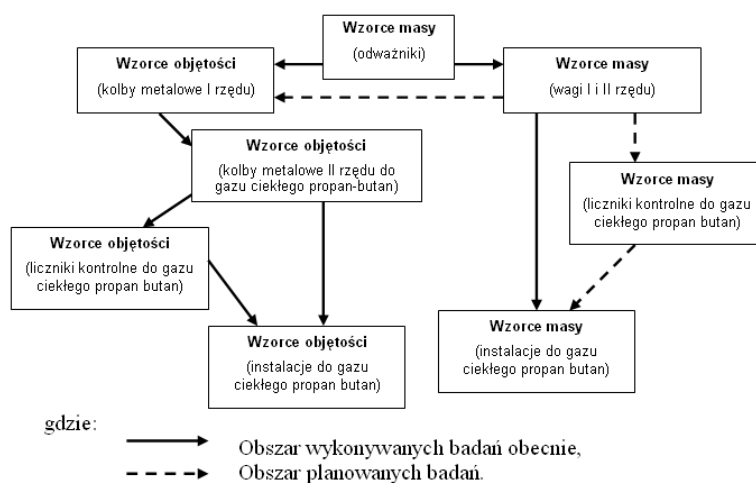 Wzorce masy
(odważniki)
Wzorce objętości
(kolby metalowe I rzędu)
Wzorce masy
(wagi I i II rzędu)
Wzorce objętości
(kolby metalowe II rzędu do
gazu ciekłego propan-butan)
Wzorce masy
(liczniki kontrolne do gazu
ciekłego propan butan)
Wzorce objętości
(liczniki kontrolne do gazu
ciekłego propan butan)
Wzorce objętości
(instalacje do gazu
ciekłego propan butan)
Wzorce masy
(instalacje do gazu
ciekłego propan butan)
gdzie:
Obszar wykonywanych badań obecnie,
Obszar planowanych badań.